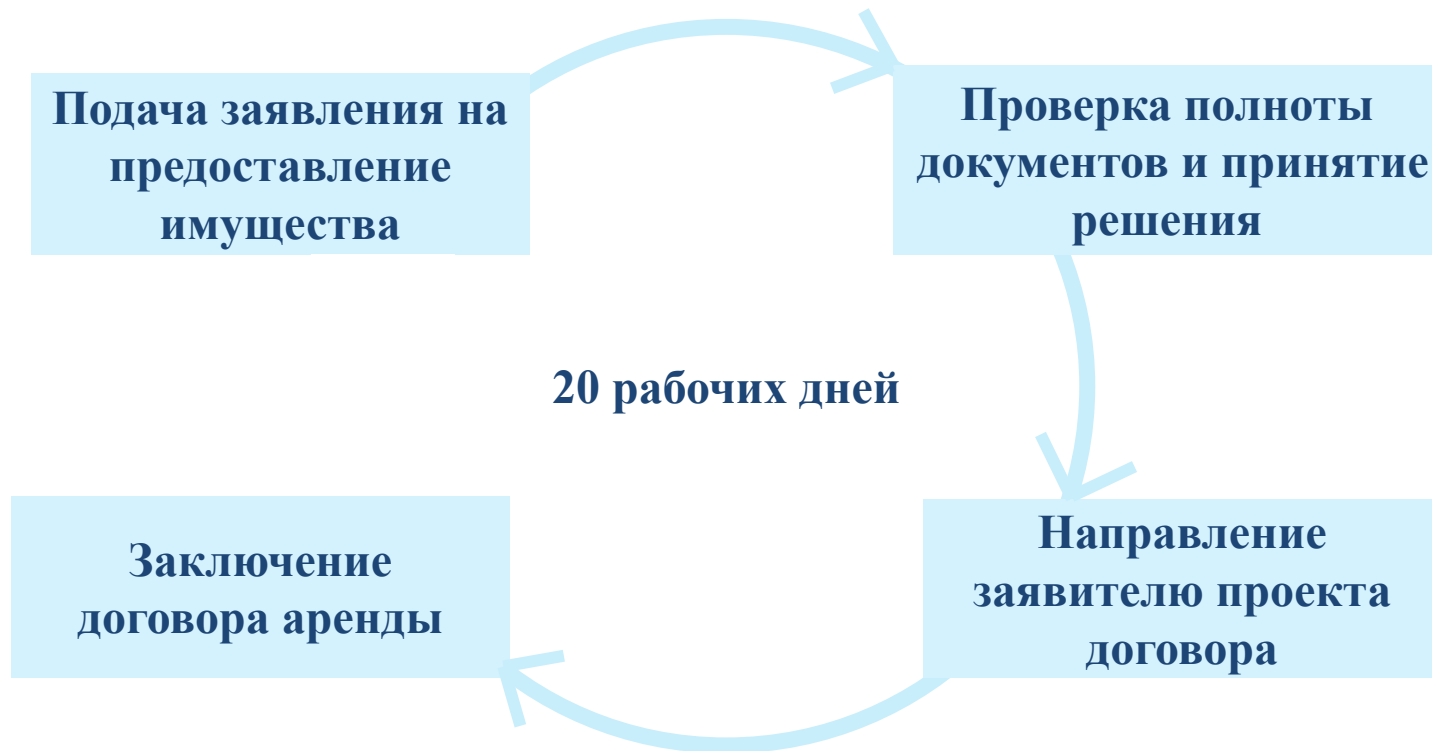 Подача заявления на
предоставление
имущества
Проверка полноты
документов и принятие
решения
20 рабочих дней
Направление
заявителю проекта
договора
Заключение
договора аренды